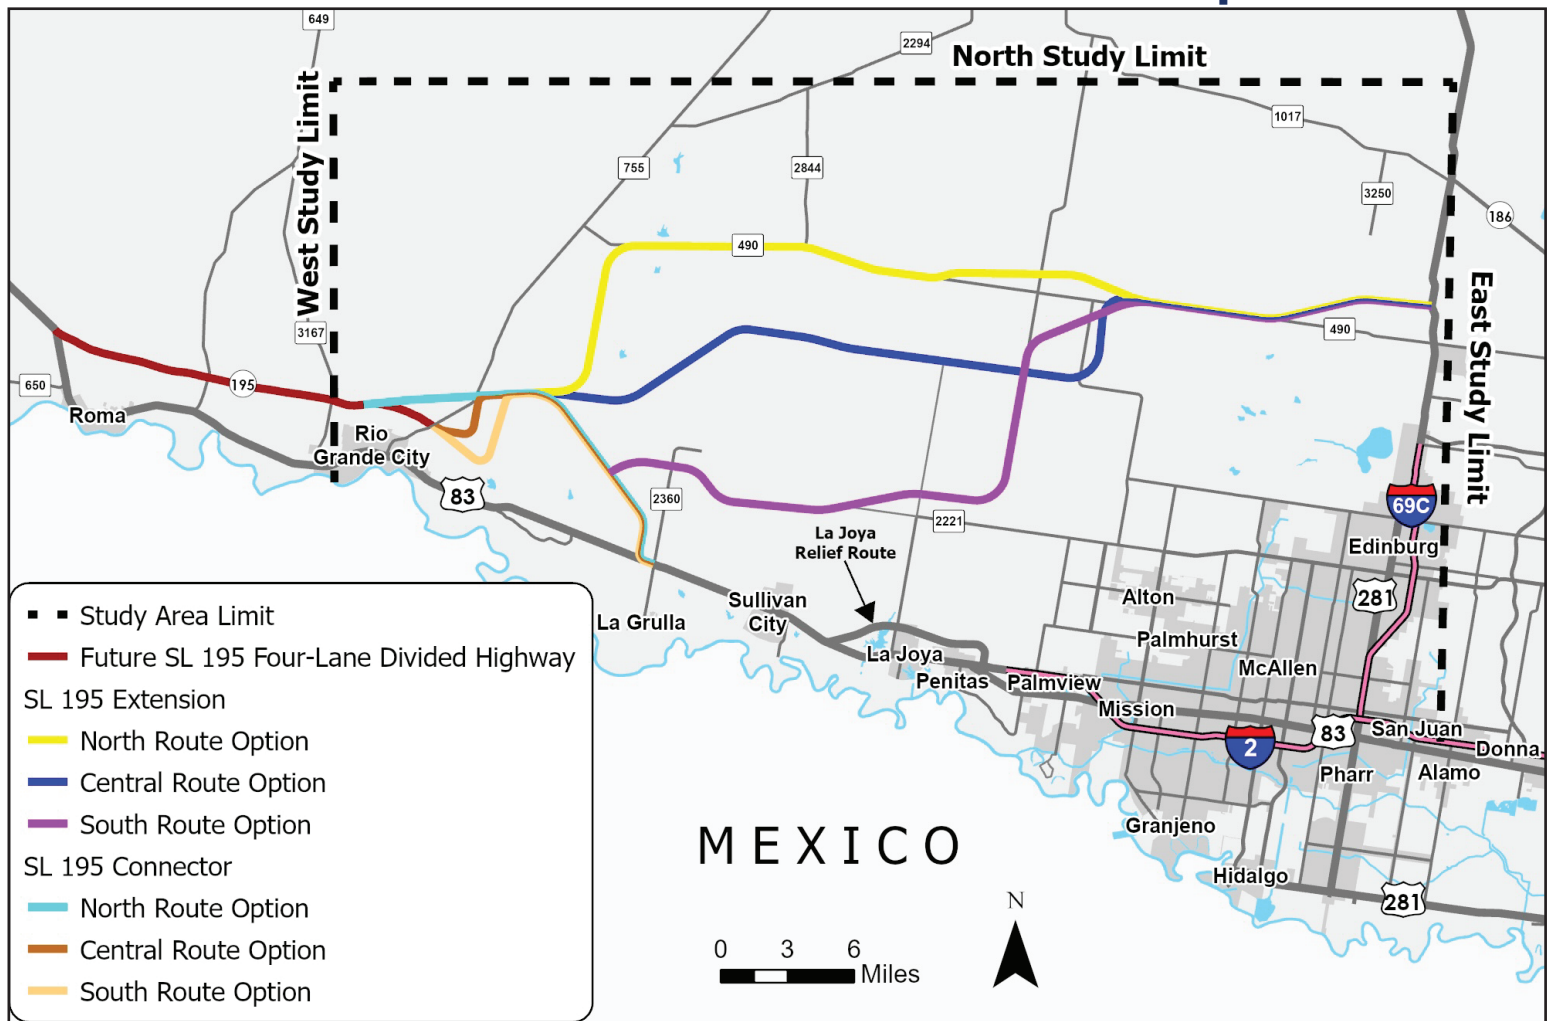 649
2294
North Study Limit
West Study Limit
1017
755
2844
3250
186
490
East Study Limit
3167
490
650
195
Roma
Rio
Grande City
83
2360
2221
69C
La Joya
Relief Route
Edinburg
281
Alton
Sullivan
City
La Grulla
Palmhurst
La Joya
McAllen
Penitas
Palmview
Mission
83
San Juan
2
Donna
Pharr
Alamo
Granjeno
Hidalgo
281
MEXICO
N
0 3 6
Miles
Study Area Limit
Future SL 195 Four-Lane Divided Highway
SL 195 Extension
North Route Option
Central Route Option
South Route Option
SL 195 Connector
North Route Option
Central Route Option
South Route Option